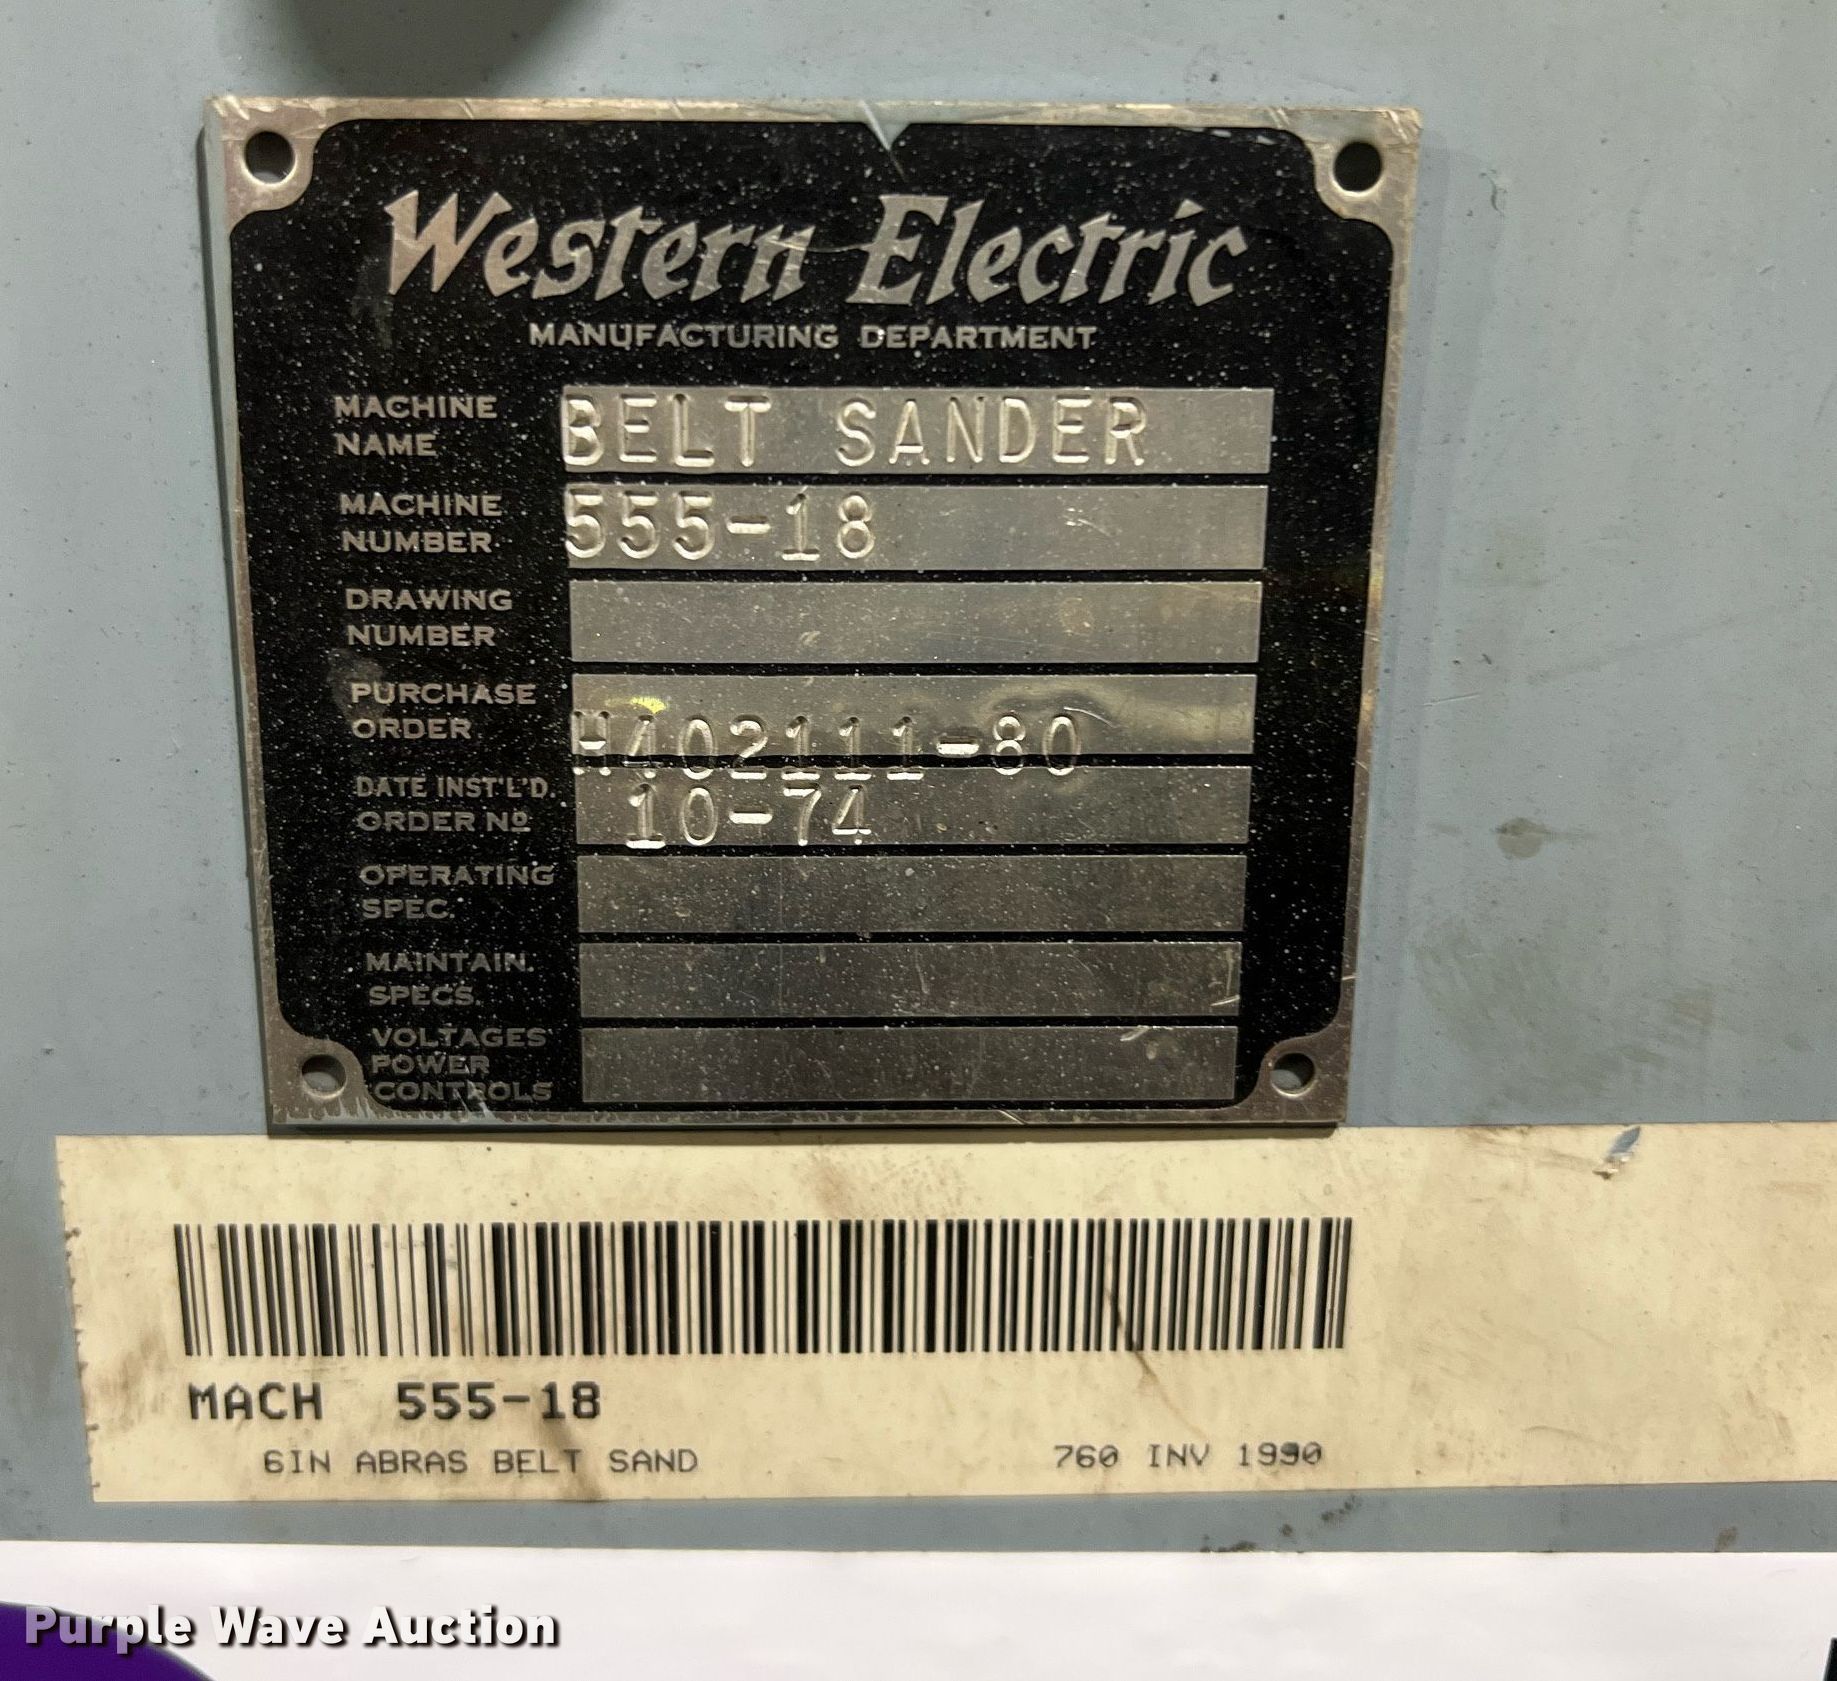 Western Electric
MANUFACTURING DEPARTMENT
MACHINE NAME BELT SANDER
MACHINE NUMBER 555-18
DRAWING NUMBER
PURCHASE ORDER H402111-80
DATE INST'L'D. ORDER Nº 10-74
OPERATING SPEC.
MAINTAIN. SPECS.
VOLTAGES POWER CONTROLS
MACH 555-18
6IN ABRAS BELT SAND 760 INV 1990
Purple Wave Auction